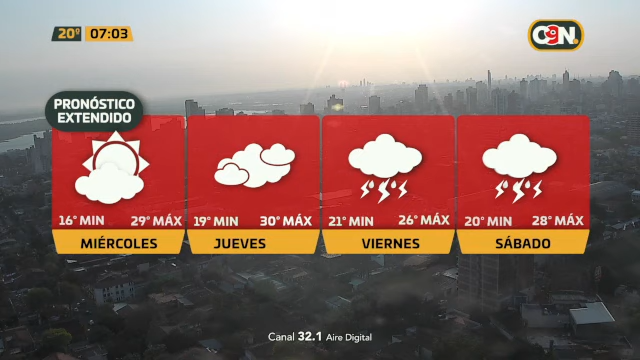 20° 07:03
C9N.
PRONÓSTICO
EXTENDIDO
16° MIN 29° MÁX
MIÉRCOLES
19° MIN 30° MÁX
JUEVES
21° MIN 26° MÁX
VIERNES
20° MIN 28° MÁX
SÁBADO
Canal 32.1 Aire Digital